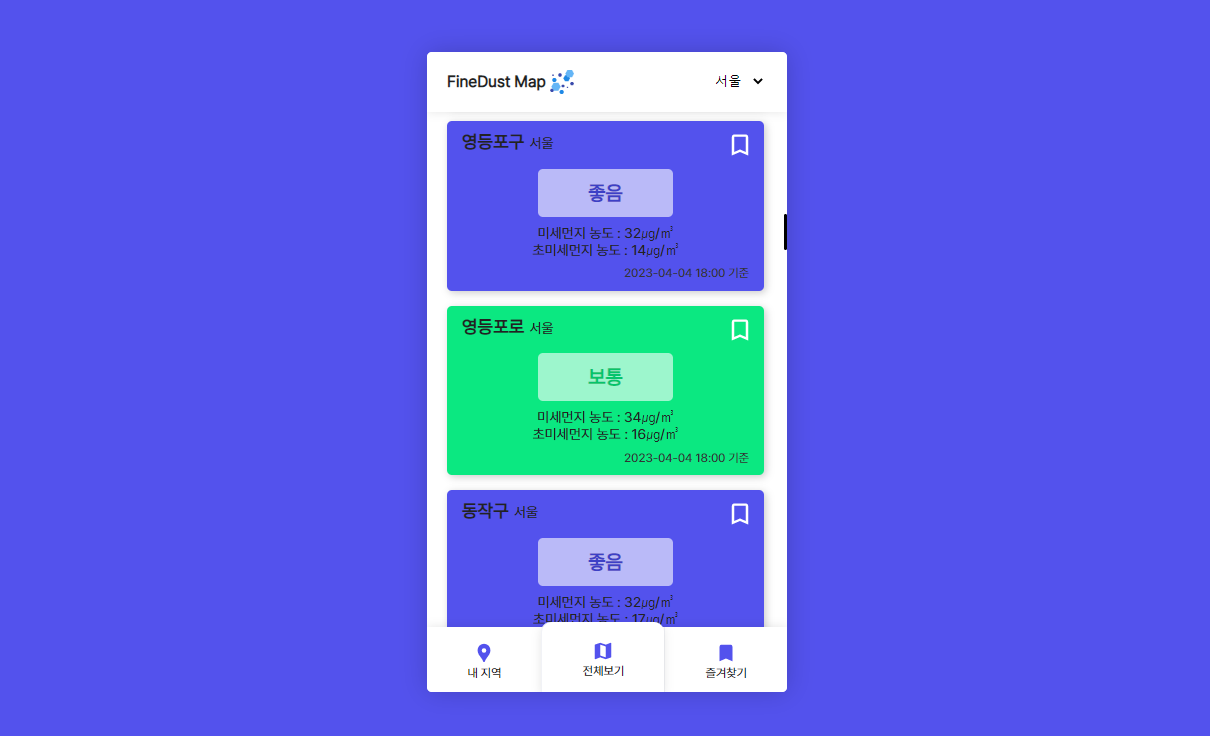 FineDust Map
서울
영등포구 서울
좋음
미세먼지 농도 : 32㎍/㎥
초미세먼지 농도 : 14㎍/㎥
2023-04-04 18:00 기준
영등포로 서울
보통
미세먼지 농도 : 34㎍/㎥
초미세먼지 농도 : 16㎍/㎥
2023-04-04 18:00 기준
동작구 서울
좋음
미세먼지 농도 : 32㎍/㎥
초미세먼지 농도 : 17㎍/㎥
내 지역
전체보기
즐겨찾기